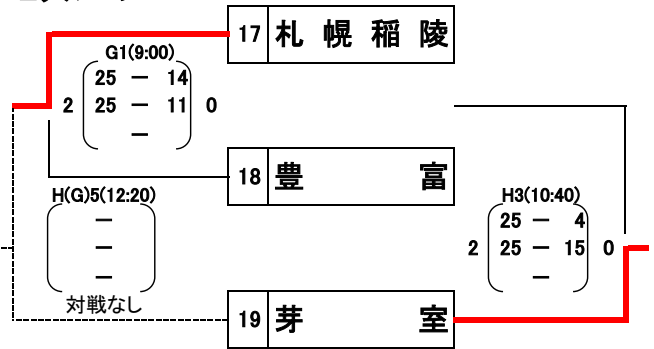 17 札幌稲陵
G1(9:00)
25 － 14
2 25 － 11 0
－
18 豊富
H(G)5(12:20)
－
－
－
対戦なし
H3(10:40)
25 － 4
2 25 － 15 0
－
19 芽室